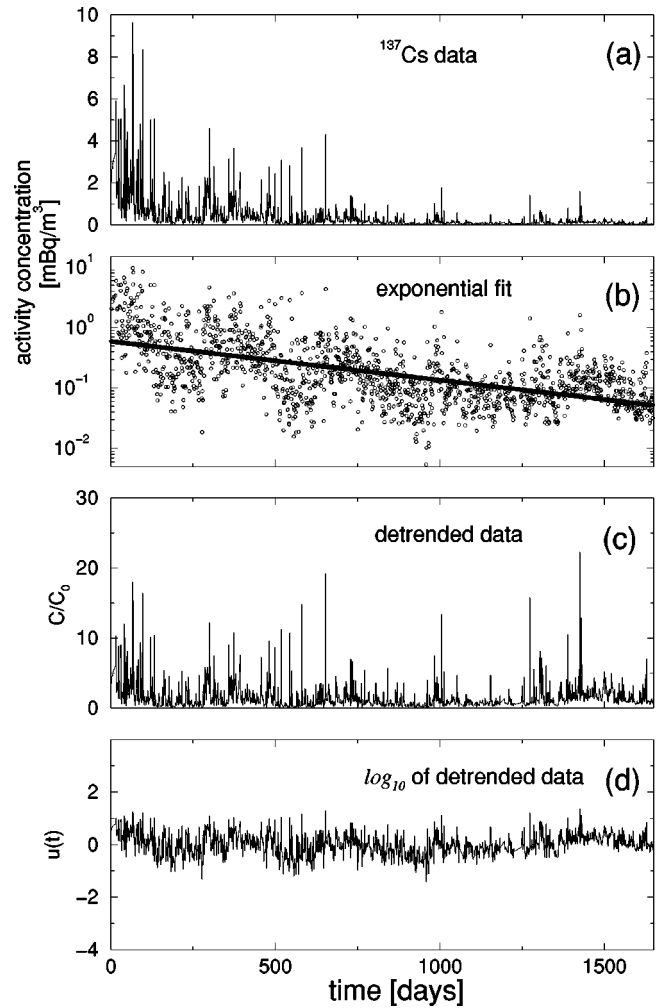 activity concentration
[mBq/m³]
10
8
6
4
2
0
¹³⁷Cs data
(a)
10¹
10⁰
10⁻¹
10⁻²
exponential fit
(b)
C/C₀
30
20
10
0
detrended data
(c)
u(t)
2
0
−2
−4
log₁₀ of detrended data
(d)
0 500 1000 1500
time [days]